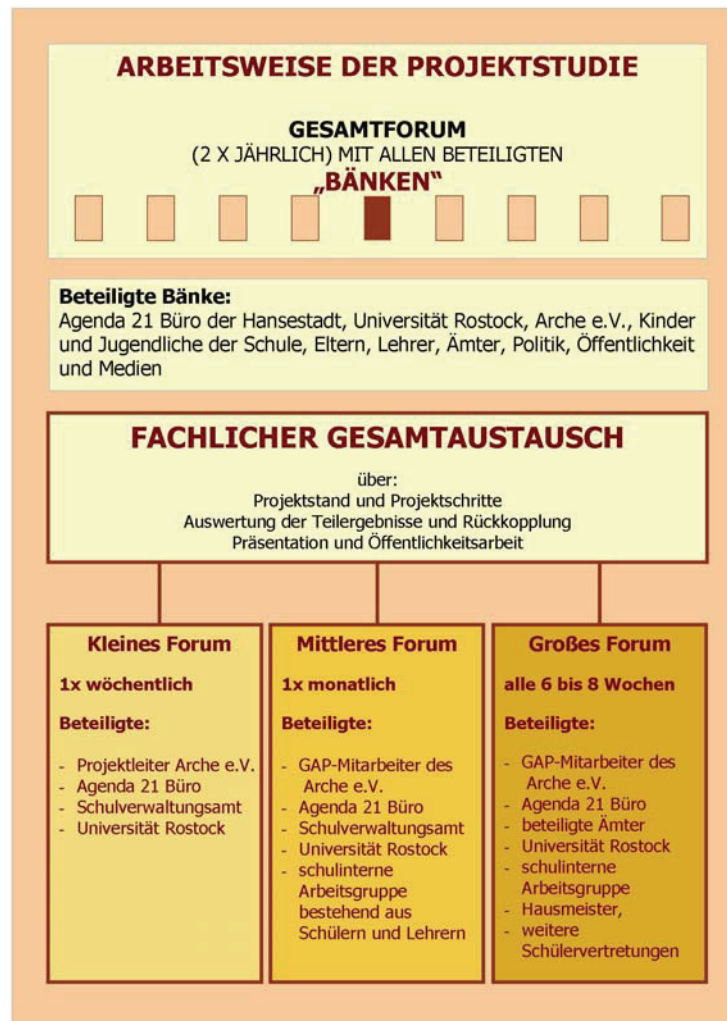 ARBEITSWEISE DER PROJEKTSTUDIE
GESAMTFORUM
(2 X JÄHRLICH) MIT ALLEN BETEILIGTEN
„BÄNKEN“
Beteiligte Bänke:
Agenda 21 Büro der Hansestadt, Universität Rostock, Arche e.V., Kinder
und Jugendliche der Schule, Eltern, Lehrer, Ämter, Politik, Öffentlichkeit
und Medien
FACHLICHER GESAMTAUSTAUSCH
über:
Projektstand und Projektschritte
Auswertung der Teilergebnisse und Rückkopplung
Präsentation und Öffentlichkeitsarbeit
Kleines Forum
1x wöchentlich
Beteiligte:
- Projektleiter Arche e.V.
- Agenda 21 Büro
- Schulverwaltungsamt
- Universität Rostock
Mittleres Forum
1x monatlich
Beteiligte:
- GAP-Mitarbeiter des
Arche e.V.
- Agenda 21 Büro
- Schulverwaltungsamt
- Universität Rostock
- schulinterne
Arbeitsgruppe
bestehend aus
Schülern und Lehrern
Großes Forum
alle 6 bis 8 Wochen
Beteiligte:
- GAP-Mitarbeiter des
Arche e.V.
- Agenda 21 Büro
- beteiligte Ämter
- Universität Rostock
- schulinterne
Arbeitsgruppe
- Hausmeister,
- weitere
Schülervertretungen